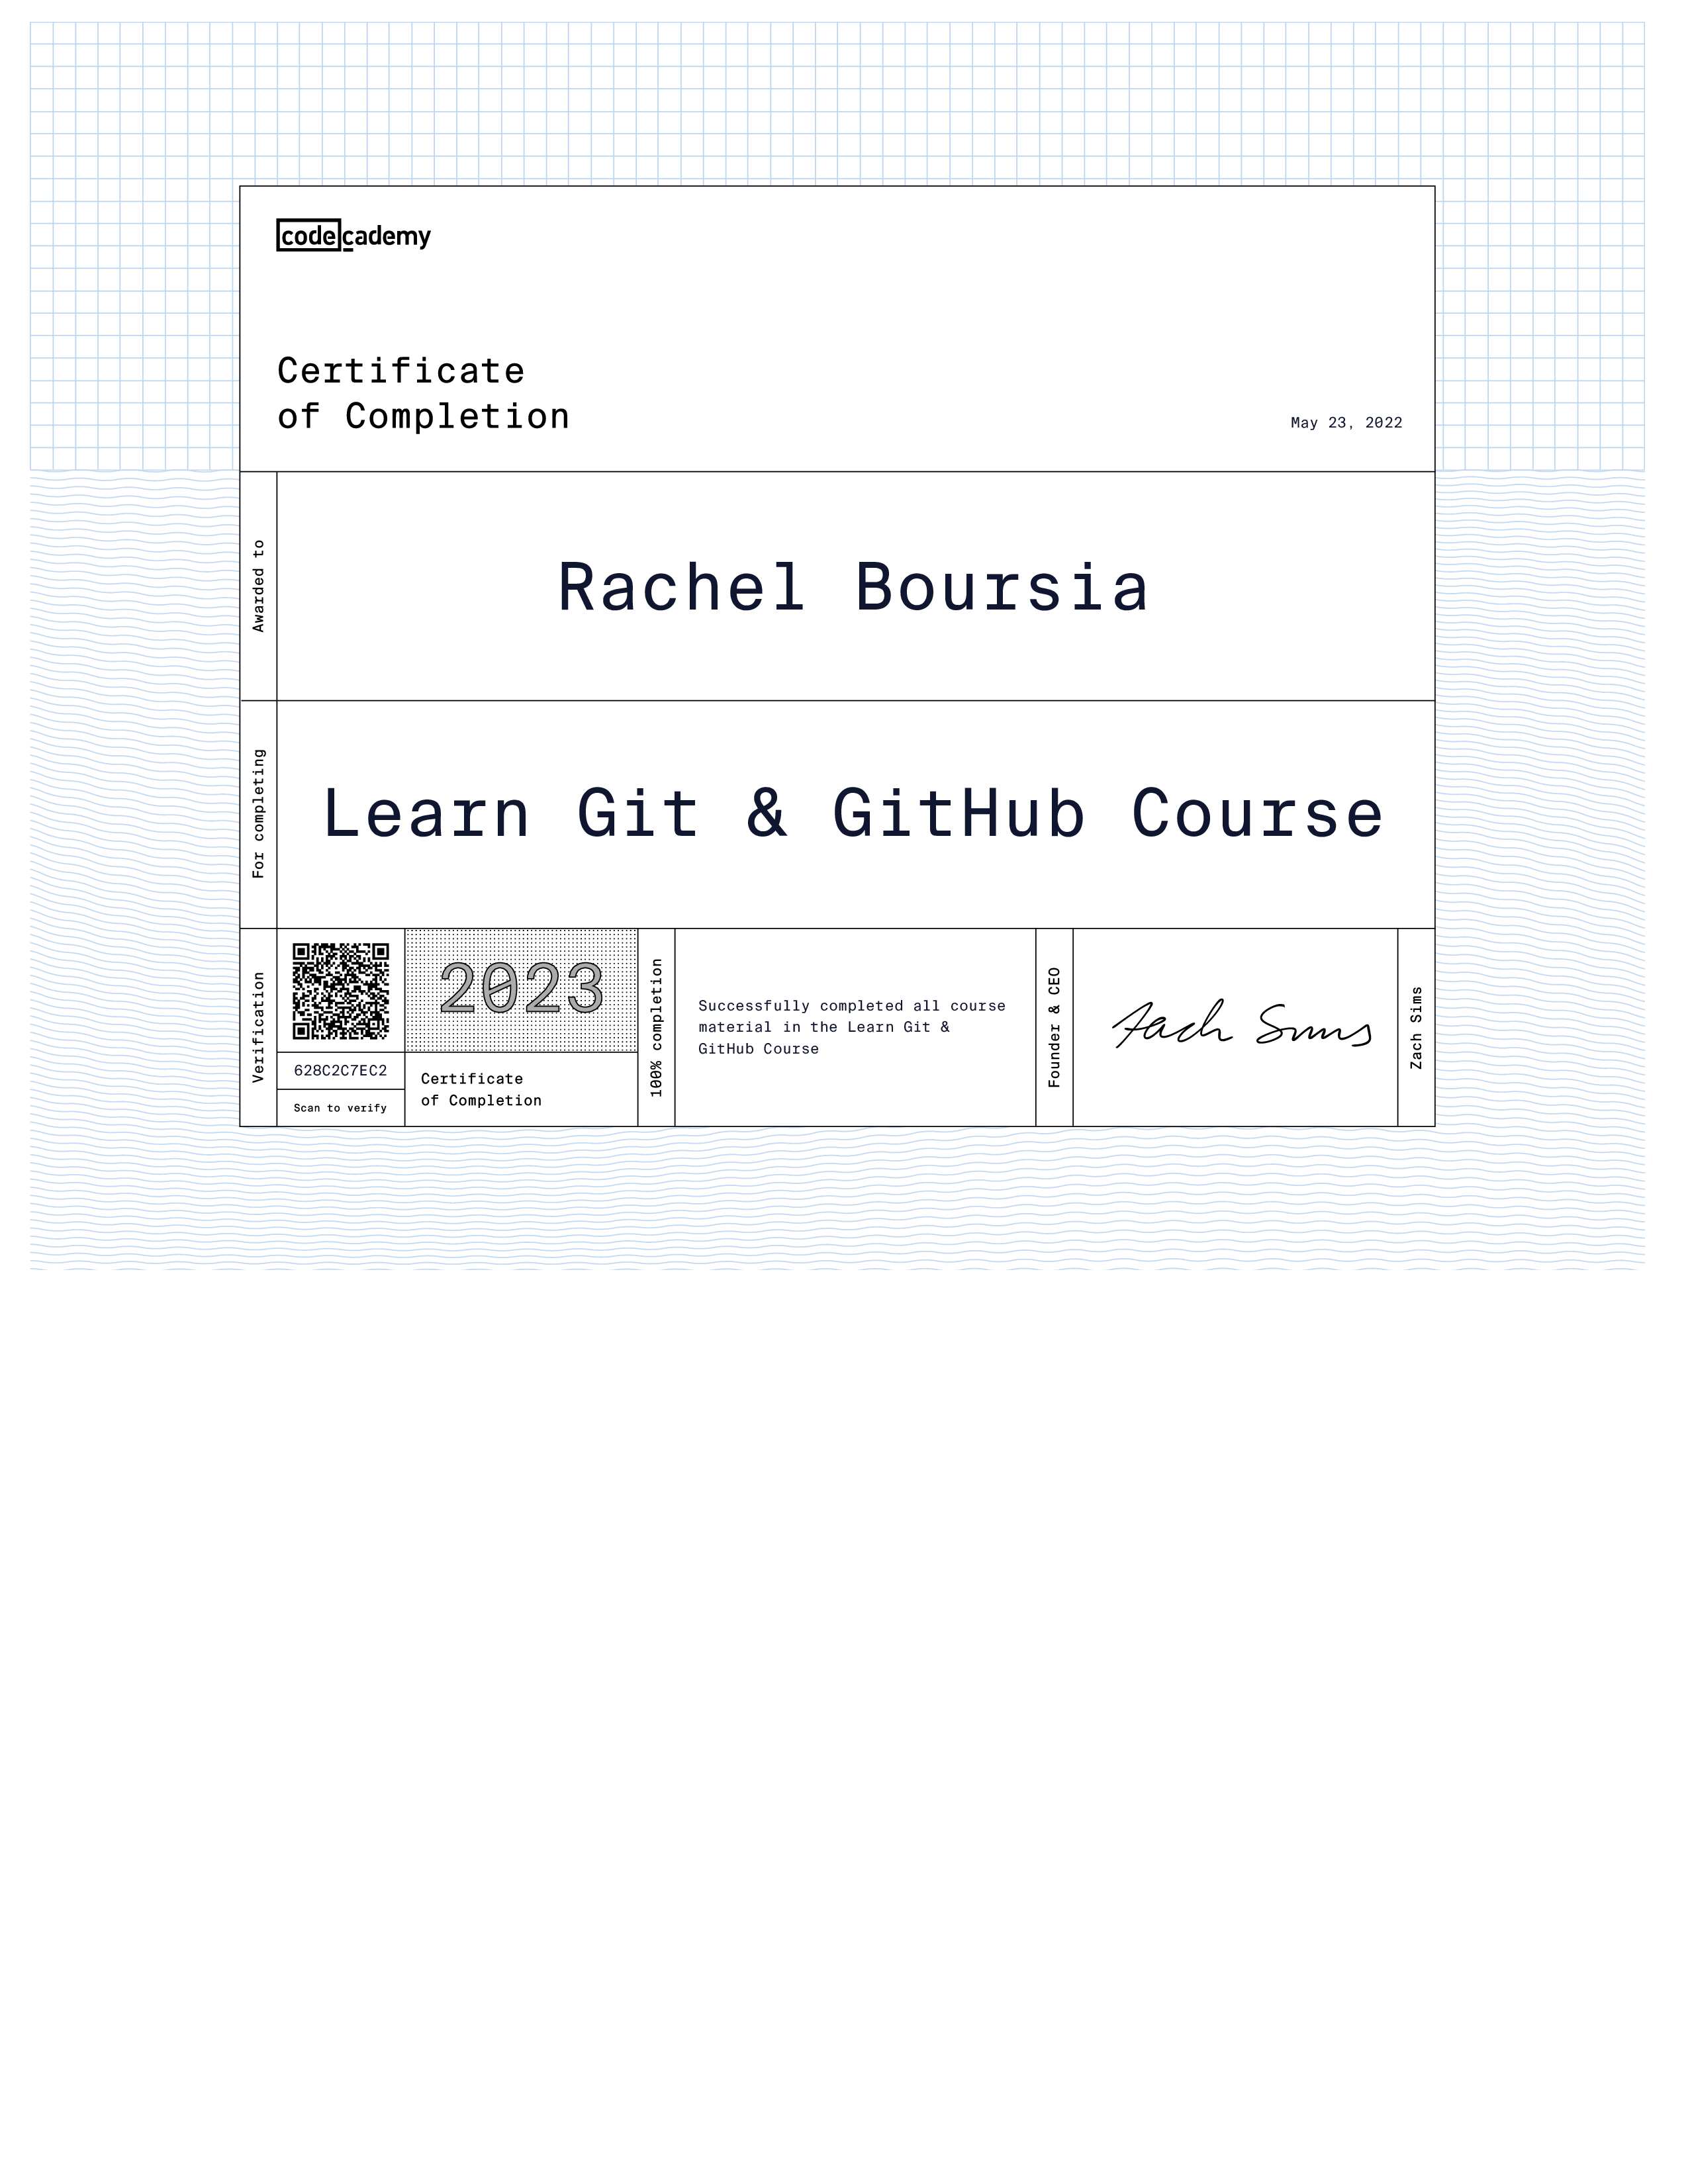 codecademy
Certificate
of Completion
May 23, 2022
Awarded to
Rachel Boursia
For completing
Learn Git & GitHub Course
Verification
628C2C7EC2
Scan to verify
2023
Certificate
of Completion
100% completion
Successfully completed all course
material in the Learn Git &
GitHub Course
Founder & CEO
Zach Sims
Zach Sims